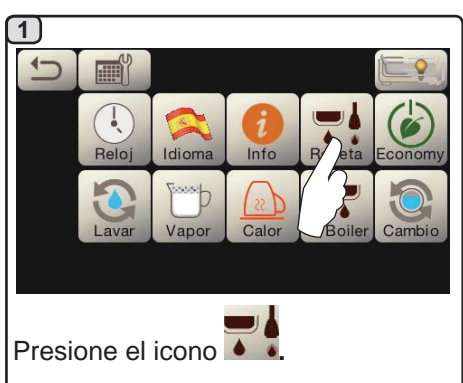 1
Reloj Idioma Info Economy
Lavar Vapor Calor Boiler Cambio
Presione el icono .